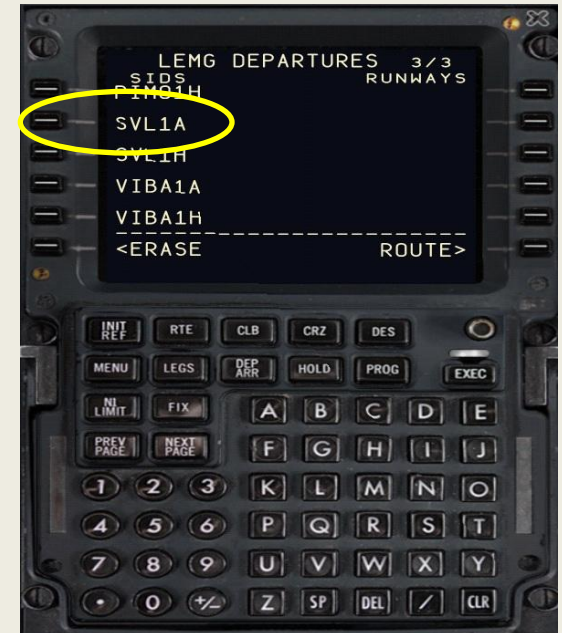 LEMG DEPARTURES 3/3
SIDS RUNWAYS
PIMO1H
SVL1A
SVL1H
VIBA1A
VIBA1H
<ERASE ROUTE>
INIT REF RTE CLB CRZ DES
MENU LEGS DEP ARR HOLD PROG EXEC
N1 LIMIT FIX A B C D E
PREV PAGE NEXT PAGE F G H I J
1 2 3 K L M N O
4 5 6 P Q R S T
7 8 9 U V W X Y
. 0 +/- Z SP DEL / CLR